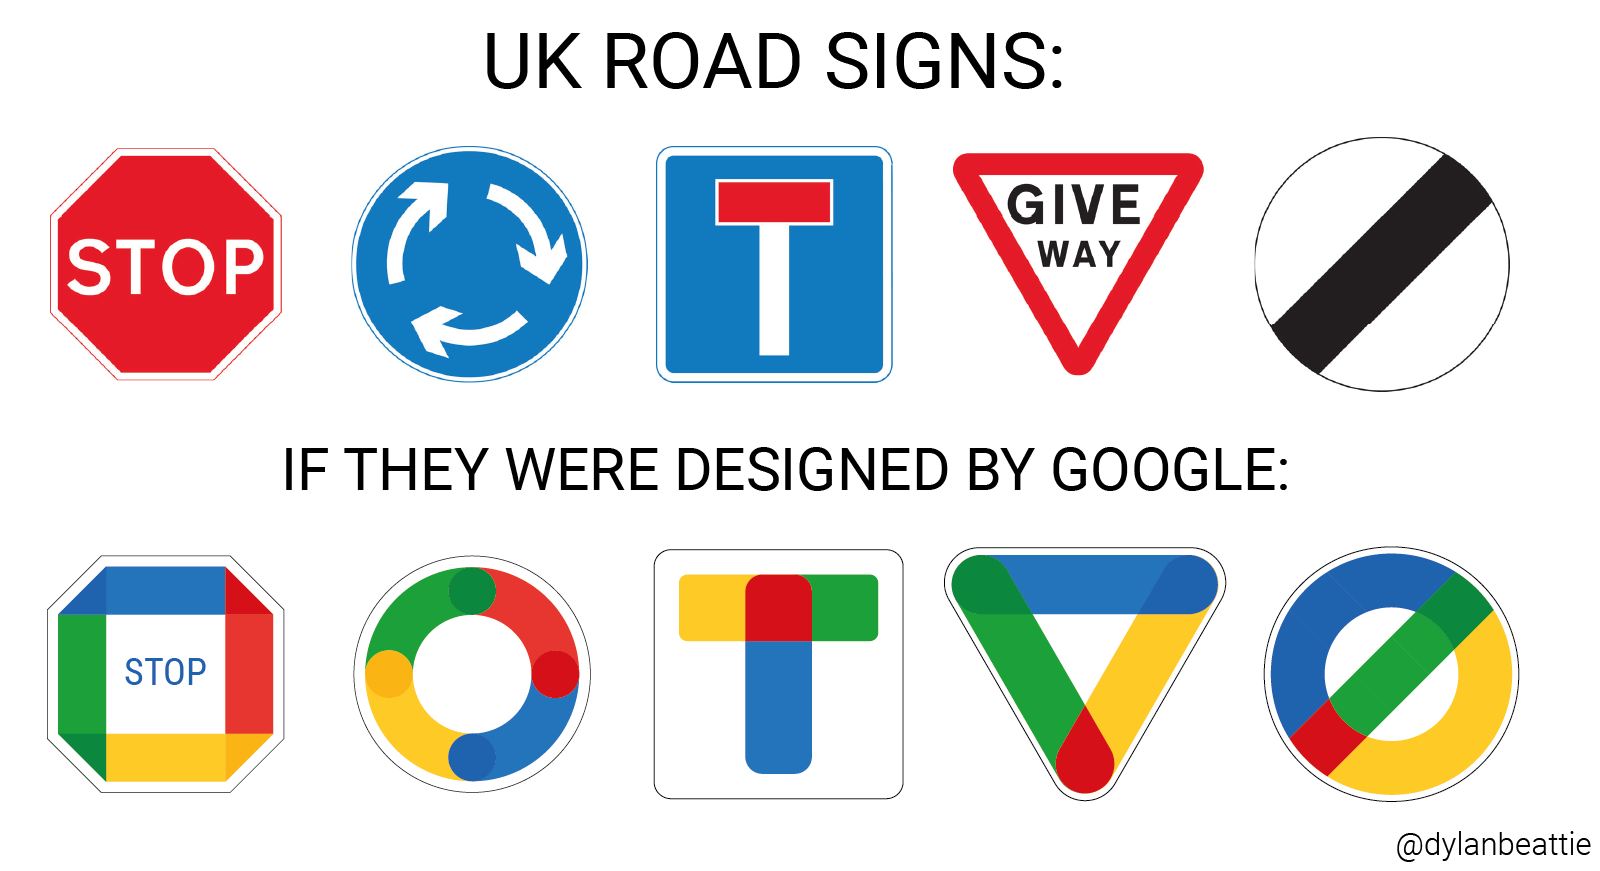 UK ROAD SIGNS:
STOP
GIVE
WAY
IF THEY WERE DESIGNED BY GOOGLE:
STOP
@dylanbeattie